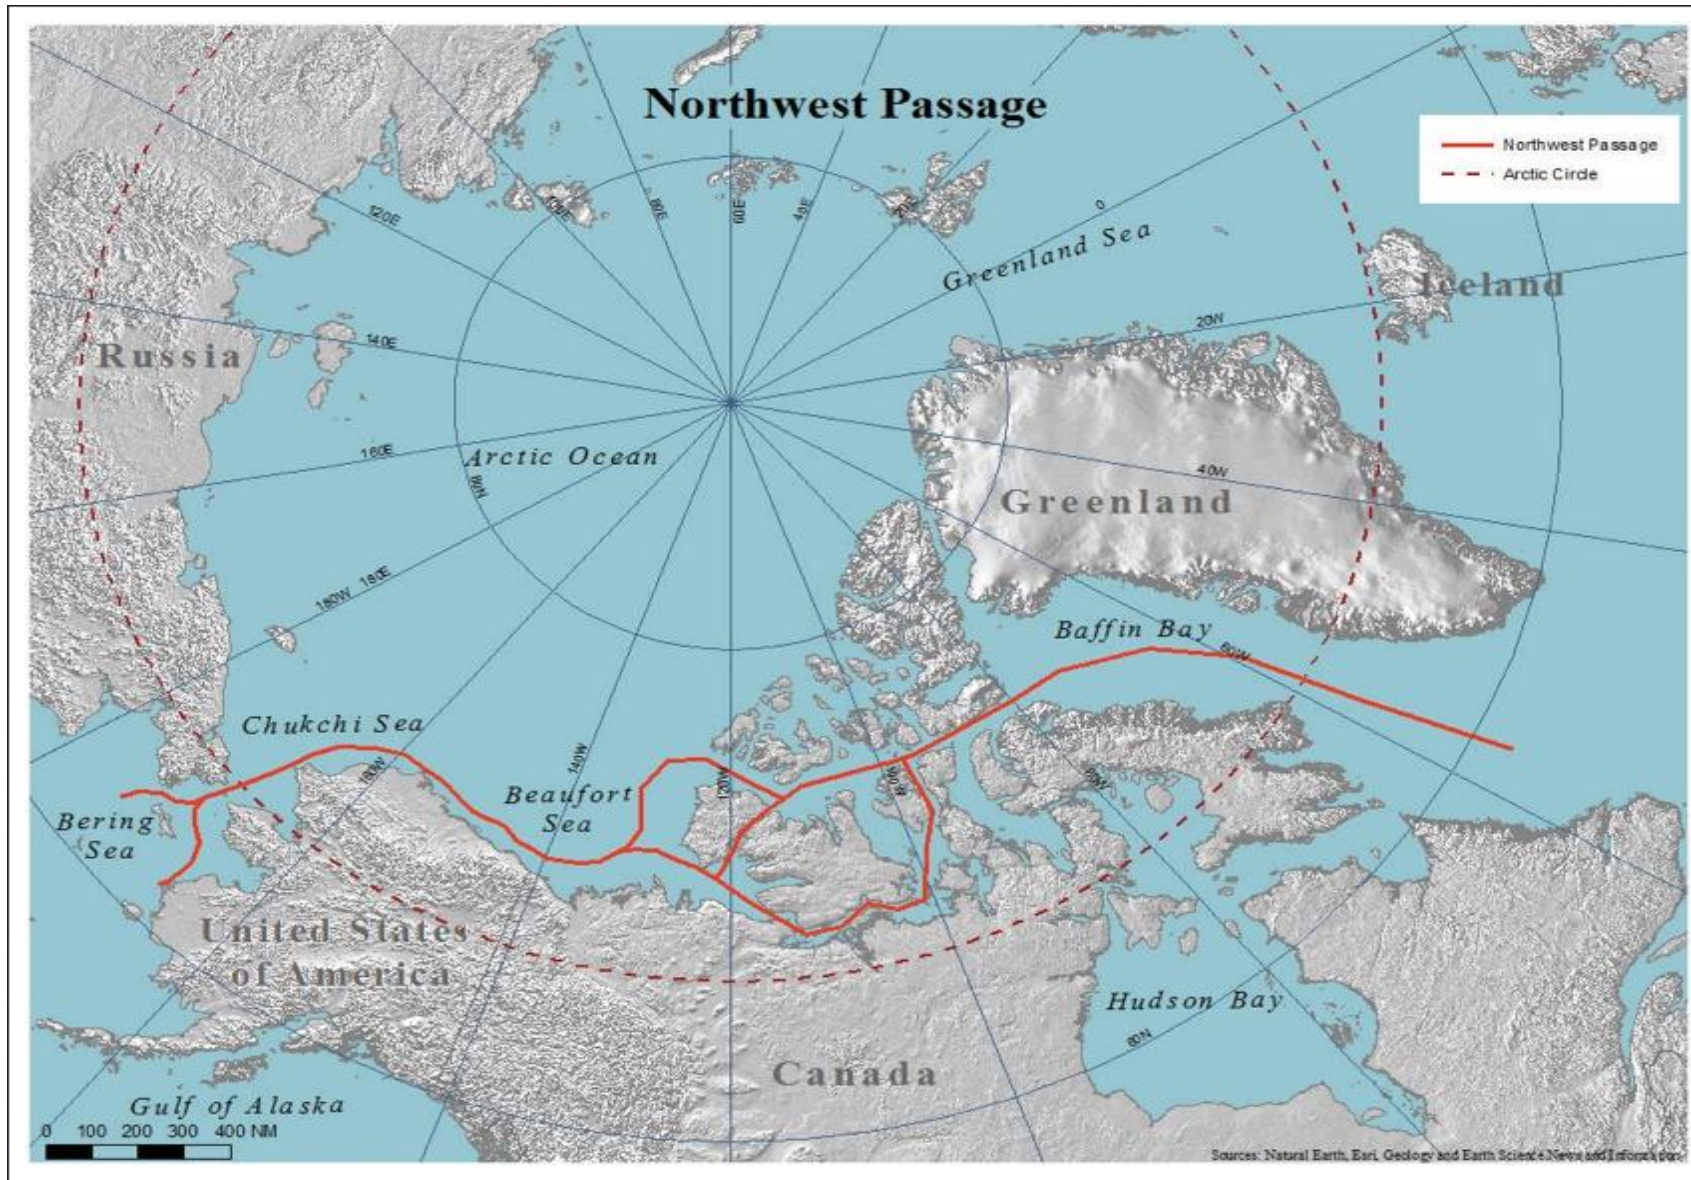 Northwest Passage
Northwest Passage
Arctic Circle
120E
100E
80E
60E
40E
20E
0
Greenland Sea
Iceland
20W
Russia
140E
160E
Arctic Ocean
80N
40W
Greenland
180W
180E
Baffin Bay
60W
Chukchi Sea
160W
140W
120W
Beaufort
Sea
Bering
Sea
United States
of America
Hudson Bay
60N
Canada
Gulf of Alaska
0 100 200 300 400 NM
Sources: Natural Earth, Esri, Geology and Earth Science News and Information